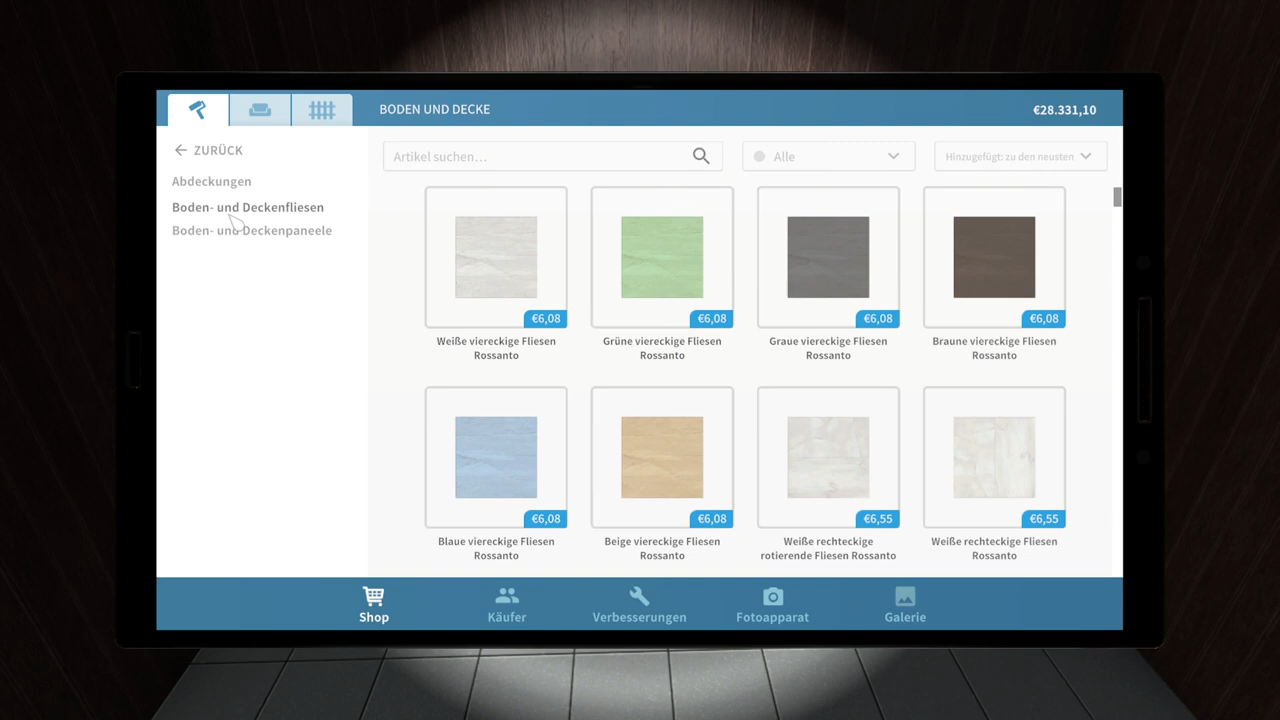 BODEN UND DECKE
€28.331,10
ZURÜCK
Abdeckungen
Boden- und Deckenfliesen
Boden- und Deckenpaneele
Artikel suchen...
Alle
Hinzugefügt: zu den neusten
€6,08
€6,08
€6,08
€6,08
Weiße viereckige Fliesen
Rossanto
Grüne viereckige Fliesen
Rossanto
Graue viereckige Fliesen
Rossanto
Braune viereckige Fliesen
Rossanto
€6,08
€6,08
€6,55
€6,55
Blaue viereckige Fliesen
Rossanto
Beige viereckige Fliesen
Rossanto
Weiße rechteckige
rotierende Fliesen Rossanto
Weiße rechteckige Fliesen
Rossanto
Shop
Käufer
Verbesserungen
Fotoapparat
Galerie